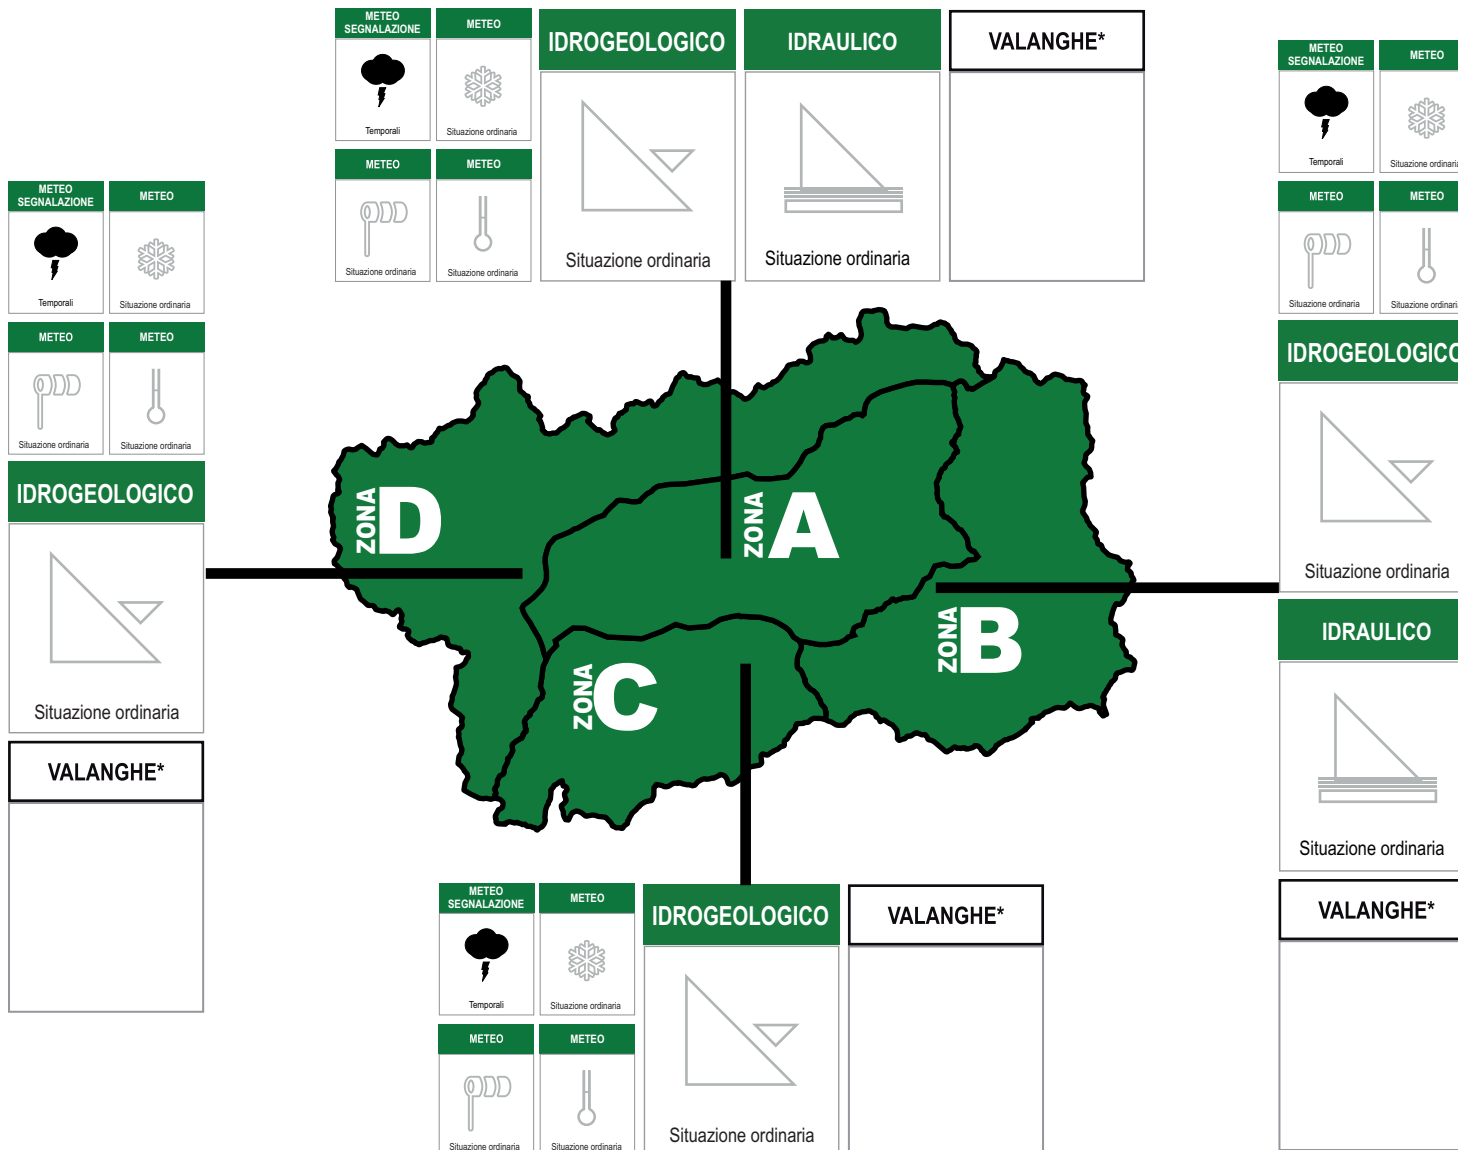 METEO
SEGNALAZIONE
METEO
Temporali
Situazione ordinaria
METEO
METEO
Situazione ordinaria
Situazione ordinaria
IDROGEOLOGICO
Situazione ordinaria
IDRAULICO
Situazione ordinaria
VALANGHE*
METEO
SEGNALAZIONE
METEO
Temporali
Situazione ordinaria
METEO
METEO
Situazione ordinaria
Situazione ordinaria
IDROGEOLOGICO
Situazione ordinaria
VALANGHE*
ZONA D
ZONA A
ZONA B
ZONA C
METEO
SEGNALAZIONE
METEO
Temporali
Situazione ordinaria
METEO
METEO
Situazione ordinaria
Situazione ordinaria
IDROGEOLOGICO
Situazione ordinaria
IDRAULICO
Situazione ordinaria
VALANGHE*
METEO
SEGNALAZIONE
METEO
Temporali
Situazione ordinaria
METEO
METEO
Situazione ordinaria
Situazione ordinaria
IDROGEOLOGICO
Situazione ordinaria
VALANGHE*